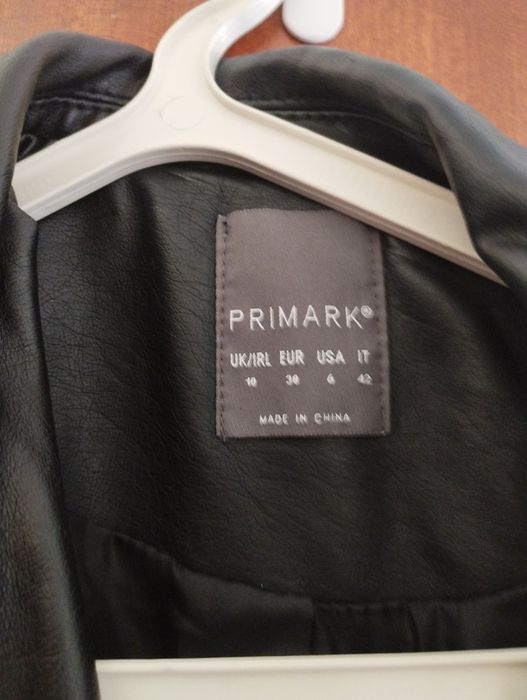 PRIMARK®
UK/IRL EUR USA IT
10 38 6 42
MADE IN CHINA